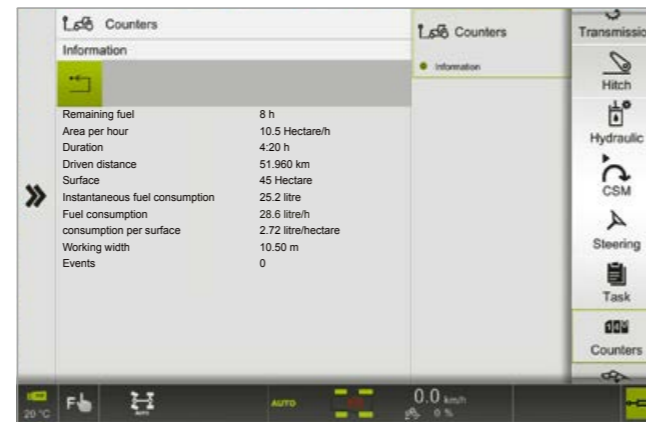 Counters
Information
Remaining fuel 8 h
Area per hour 10.5 Hectare/h
Duration 4:20 h
Driven distance 51.960 km
Surface 45 Hectare
Instantaneous fuel consumption 25.2 litre
Fuel consumption 28.6 litre/h
consumption per surface 2.72 litre/hectare
Working width 10.50 m
Events 0
Counters
Information
Transmissio
Hitch
Hydraulic
CSM
Steering
Task
Counters
20 °C
F
AUTO
AUTO
0.0 km/h
0 %